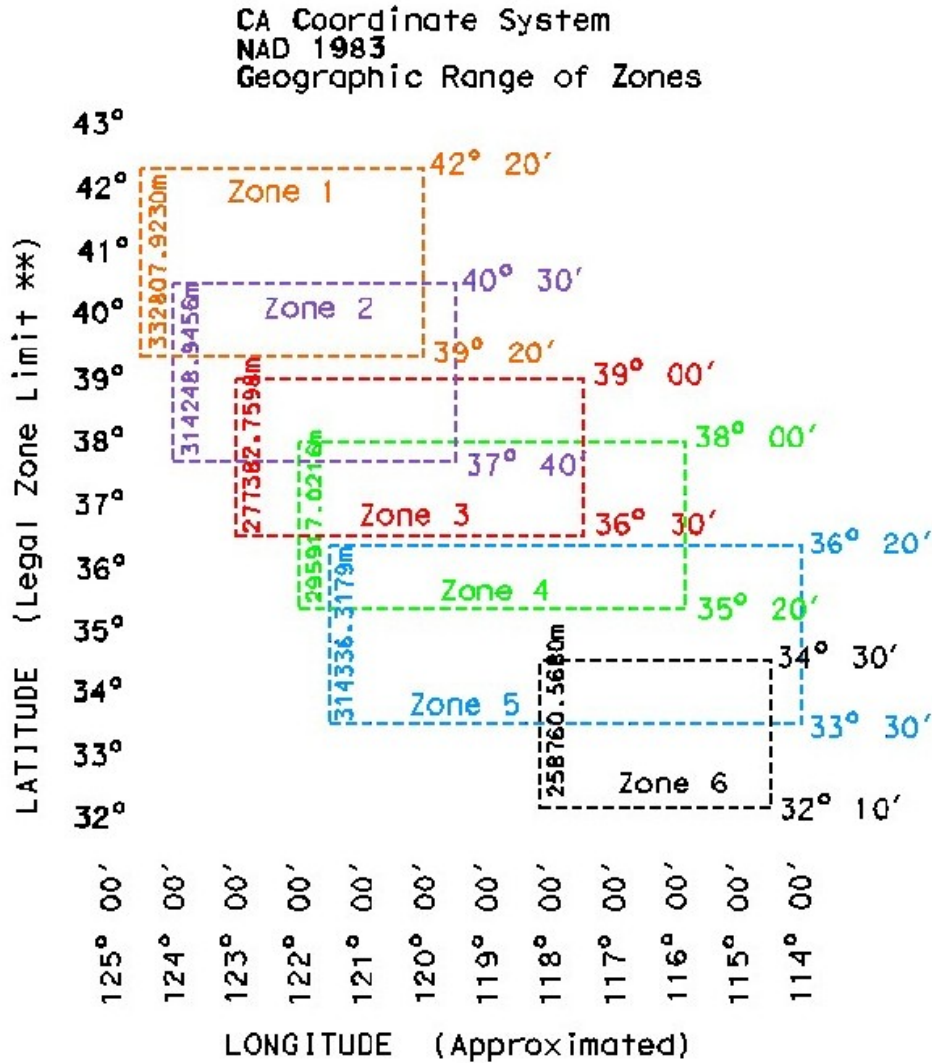 CA Coordinate System
NAD 1983
Geographic Range of Zones
43°
42° 20′
42°
Zone 1
332807.9230m
41°
40° 30′
40°
Zone 2
314248.9456m
39° 20′
39°
39° 00′
277382.7598m
38°
38° 00′
37° 40′
37°
Zone 3
36° 30′
295917.0216m
36°
36° 20′
Zone 4
35° 20′
314336.3179m
35°
34° 30′
34°
Zone 5
33° 30′
258760.5680m
33°
Zone 6
32°
32° 10′
LATITUDE (Legal Zone Limit **)
125° 00′
124° 00′
123° 00′
122° 00′
121° 00′
120° 00′
119° 00′
118° 00′
117° 00′
116° 00′
115° 00′
114° 00′
LONGITUDE (Approximated)